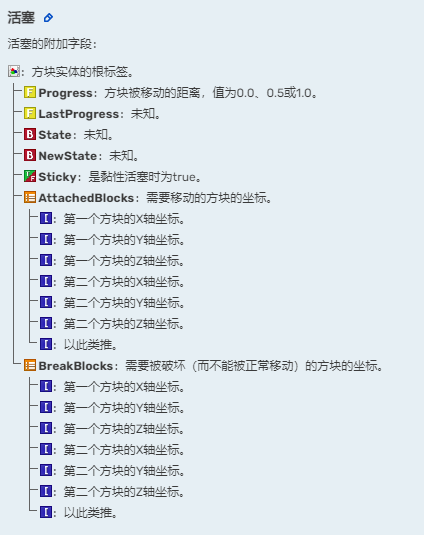 活塞
活塞的附加字段：
：方块实体的根标签。
F Progress：方块被移动的距离，值为0.0、0.5或1.0。
F LastProgress：未知。
B State：未知。
B NewState：未知。
Sticky：是黏性活塞时为true。
AttachedBlocks：需要移动的方块的坐标。
I：第一个方块的X轴坐标。
I：第一个方块的Y轴坐标。
I：第一个方块的Z轴坐标。
I：第二个方块的X轴坐标。
I：第二个方块的Y轴坐标。
I：第二个方块的Z轴坐标。
I：以此类推。
BreakBlocks：需要被破坏（而不能被正常移动）的方块的坐标。
I：第一个方块的X轴坐标。
I：第一个方块的Y轴坐标。
I：第一个方块的Z轴坐标。
I：第二个方块的X轴坐标。
I：第二个方块的Y轴坐标。
I：第二个方块的Z轴坐标。
I：以此类推。